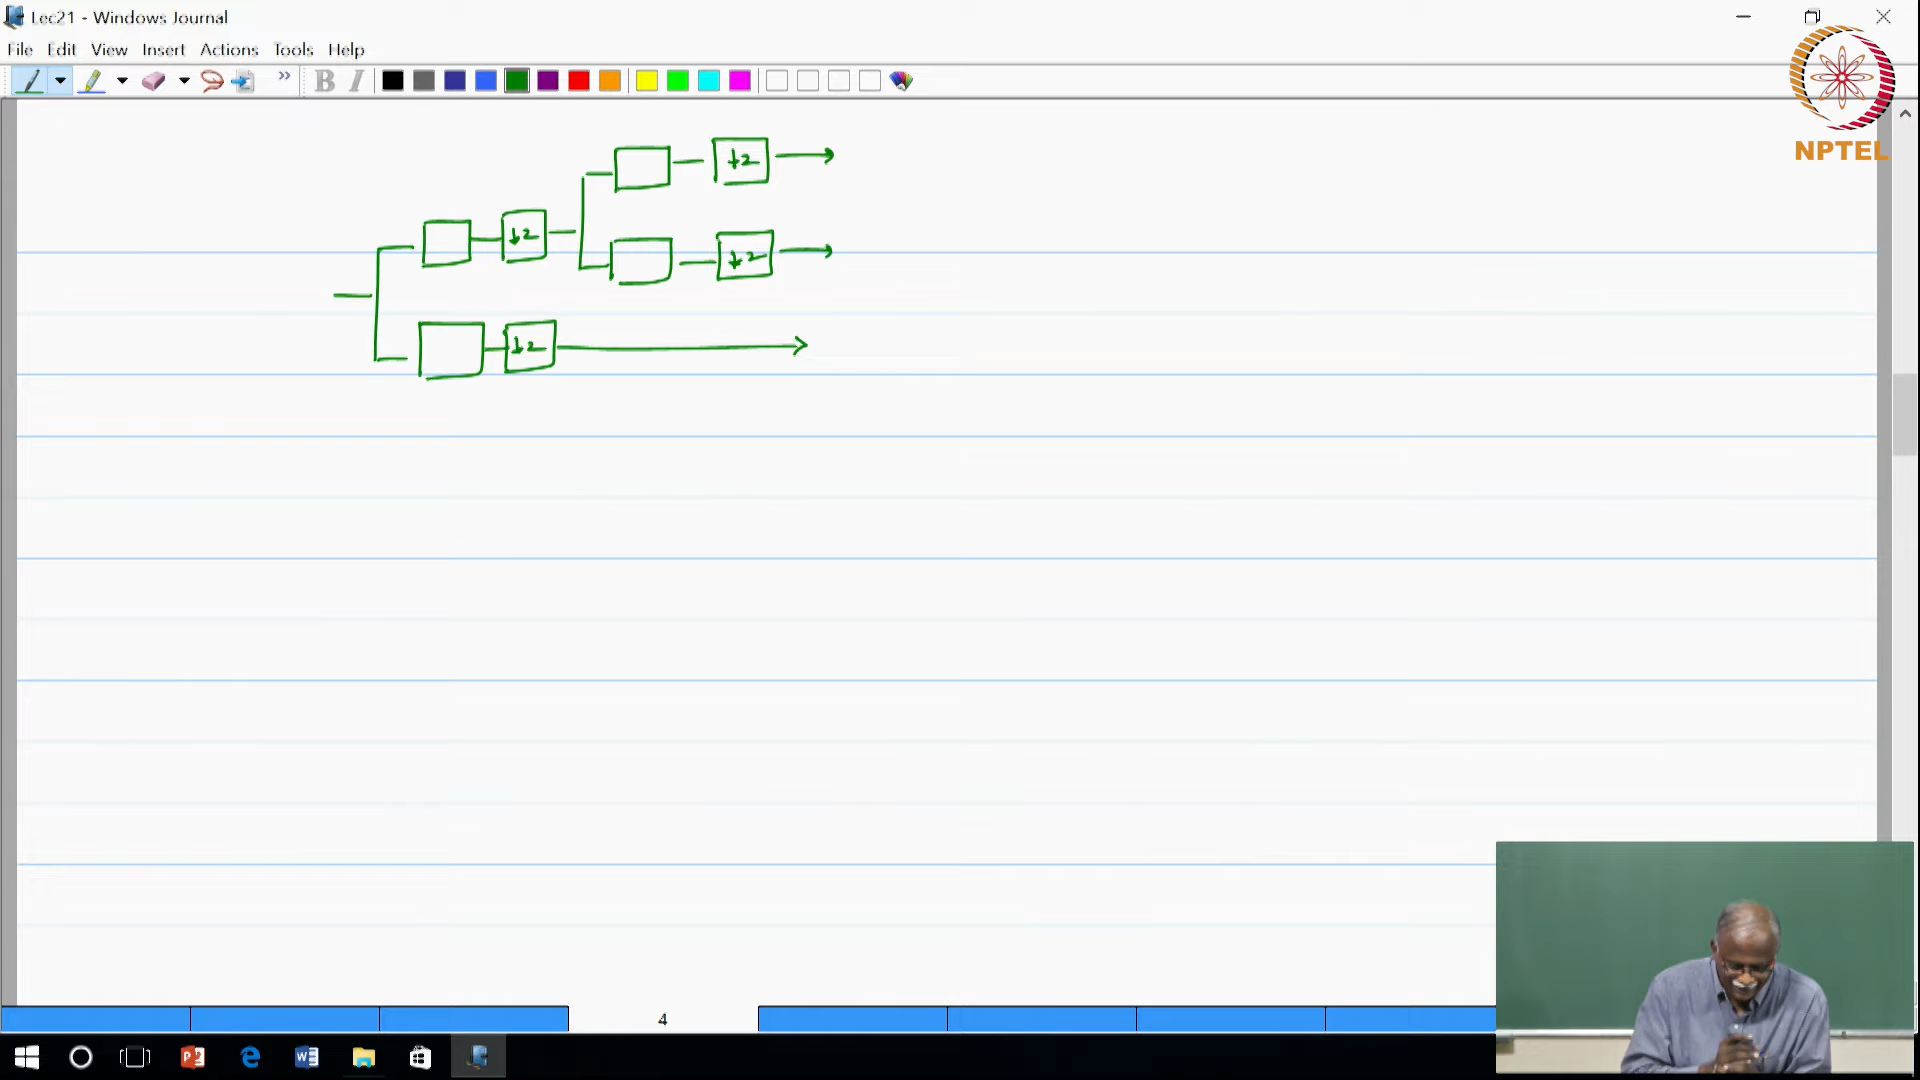 Lec21 - Windows Journal
File Edit View Insert Actions Tools Help
» B I
NPTEL
↓2
↓2
↓2
↓2
↓2
4